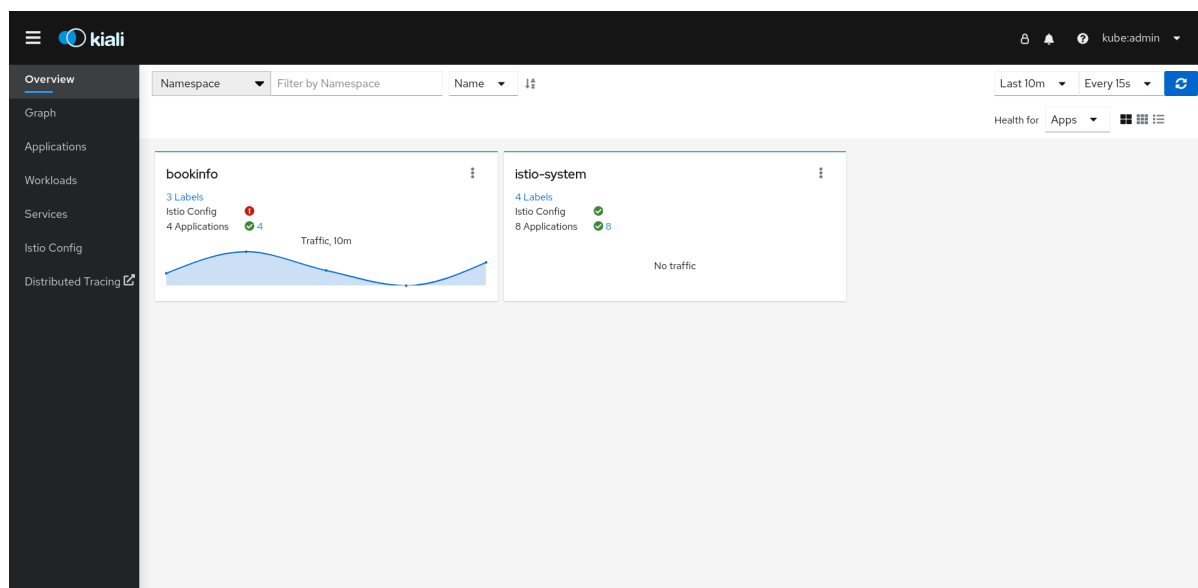 kiali
kube:admin
Overview
Graph
Applications
Workloads
Services
Istio Config
Distributed Tracing
Namespace
Filter by Namespace
Name
Last 10m
Every 15s
Health for
Apps
bookinfo
3 Labels
Istio Config
4 Applications 4
Traffic, 10m
istio-system
4 Labels
Istio Config
8 Applications 8
No traffic